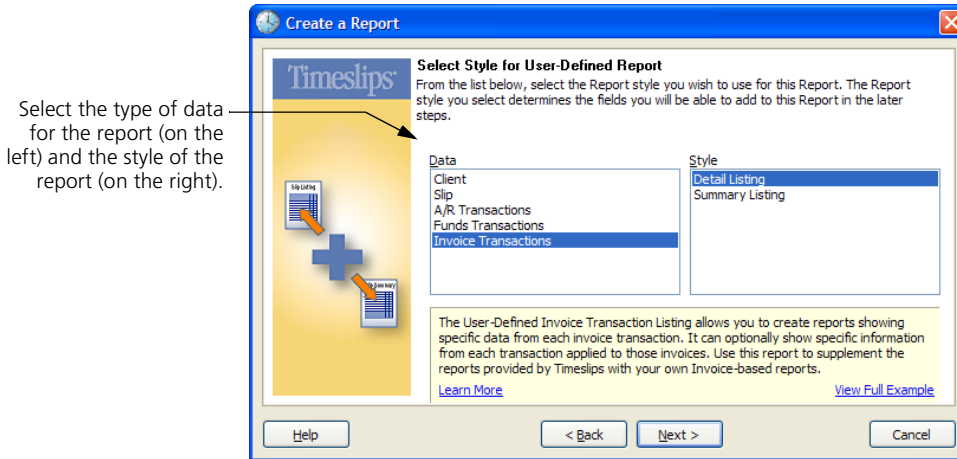 Create a Report
Timeslips
Select Style for User-Defined Report
From the list below, select the Report style you wish to use for this Report. The Report
style you select determines the fields you will be able to add to this Report in the later
steps.
Select the type of data
for the report (on the
left) and the style of the
report (on the right).
Data
Client
Slip
A/R Transactions
Funds Transactions
Invoice Transactions
Style
Detail Listing
Summary Listing
Slip Listing
The User-Defined Invoice Transaction Listing allows you to create reports showing
specific data from each invoice transaction. It can optionally show specific information
from each transaction applied to those invoices. Use this report to supplement the
reports provided by Timeslips with your own Invoice-based reports.
Learn More
View Full Example
Help
< Back
Next >
Cancel